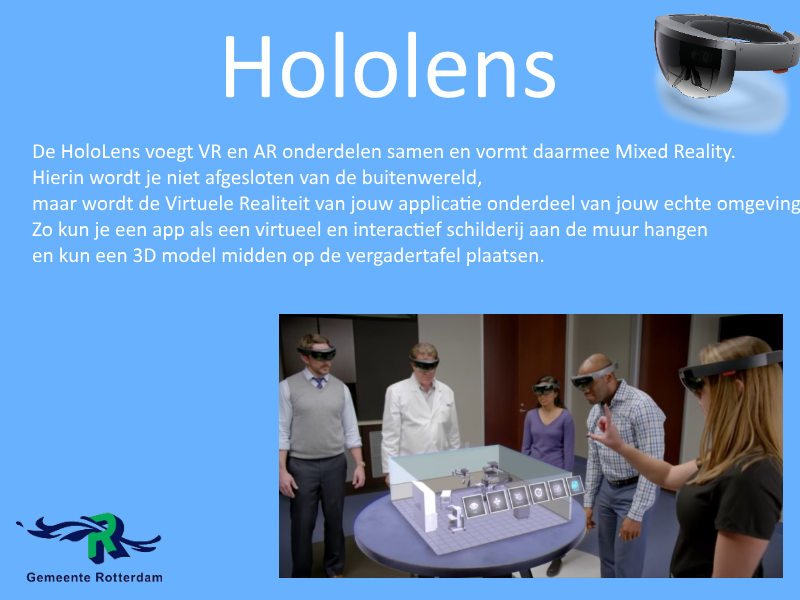 Hololens
De HoloLens voegt VR en AR onderdelen samen en vormt daarmee Mixed Reality.
Hierin wordt je niet afgesloten van de buitenwereld,
maar wordt de Virtuele Realiteit van jouw applicatie onderdeel van jouw echte omgeving
Zo kun je een app als een virtueel en interactief schilderij aan de muur hangen
en kun een 3D model midden op de vergadertafel plaatsen.
R
Gemeente Rotterdam